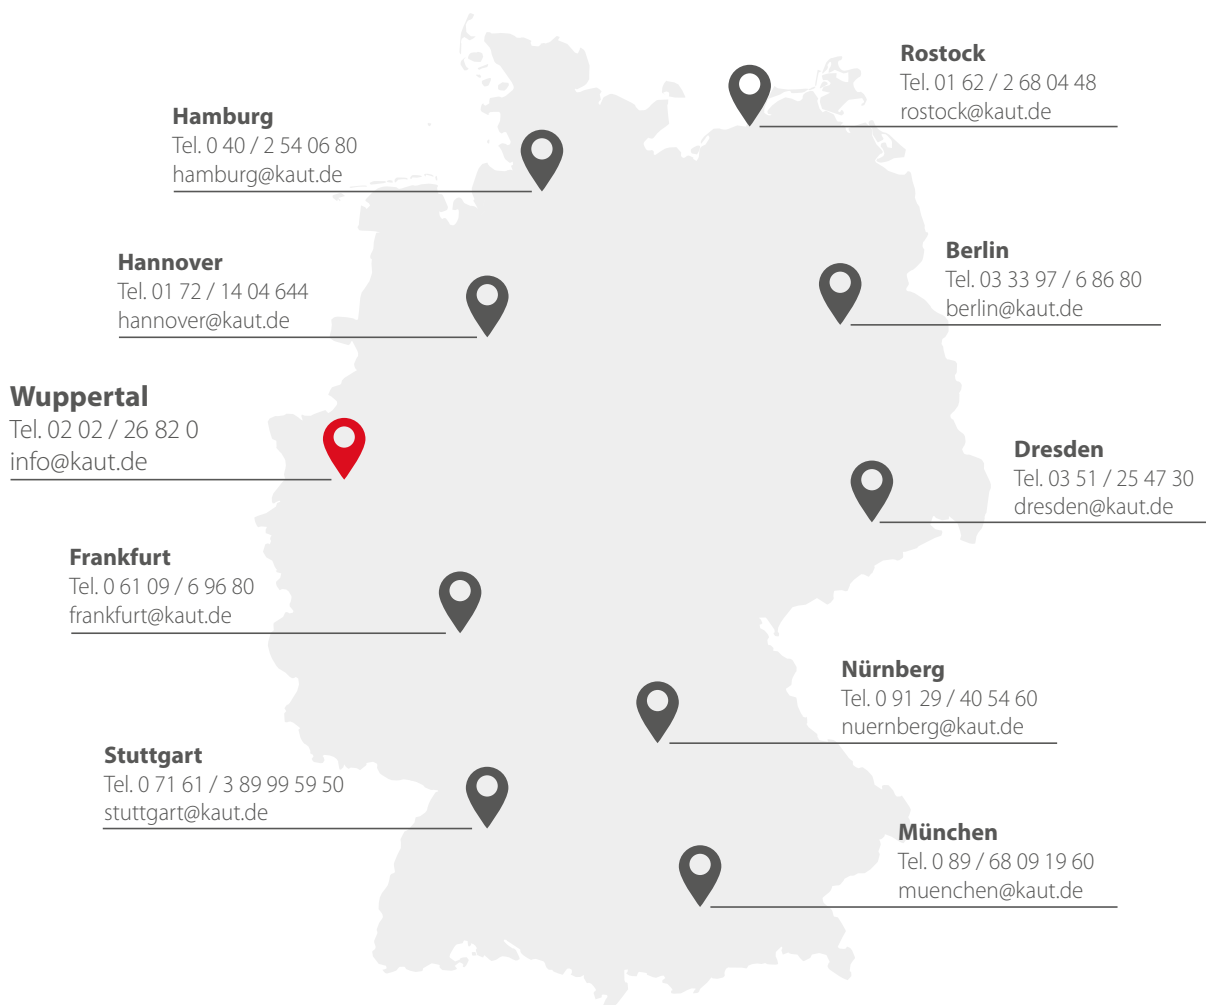 Rostock
Tel. 01 62 / 2 68 04 48
rostock@kaut.de
Hamburg
Tel. 0 40 / 2 54 06 80
hamburg@kaut.de
Berlin
Tel. 03 33 97 / 6 86 80
berlin@kaut.de
Hannover
Tel. 01 72 / 14 04 644
hannover@kaut.de
Wuppertal
Tel. 02 02 / 26 82 0
info@kaut.de
Dresden
Tel. 03 51 / 25 47 30
dresden@kaut.de
Frankfurt
Tel. 0 61 09 / 6 96 80
frankfurt@kaut.de
Nürnberg
Tel. 0 91 29 / 40 54 60
nuernberg@kaut.de
Stuttgart
Tel. 0 71 61 / 3 89 99 59 50
stuttgart@kaut.de
München
Tel. 0 89 / 68 09 19 60
muenchen@kaut.de